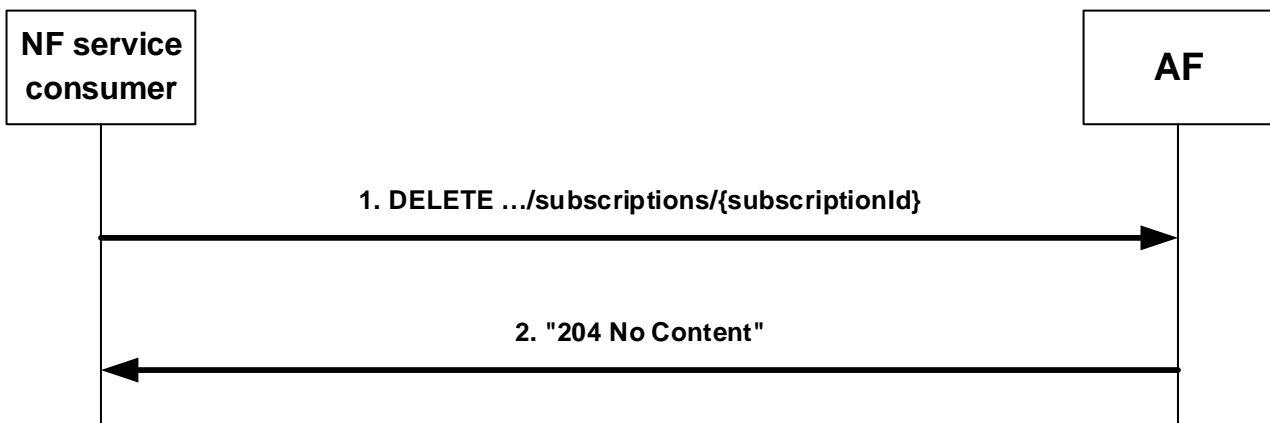 NF service
consumer
AF
1. DELETE …/subscriptions/{subscriptionId}
2. "204 No Content"